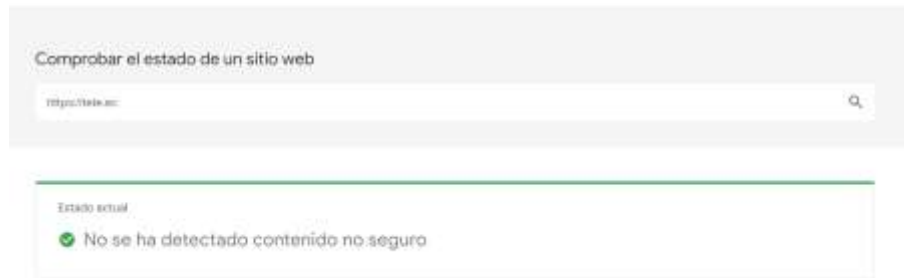 Comprobar el estado de un sitio web
Estado actual
No se ha detectado contenido no seguro